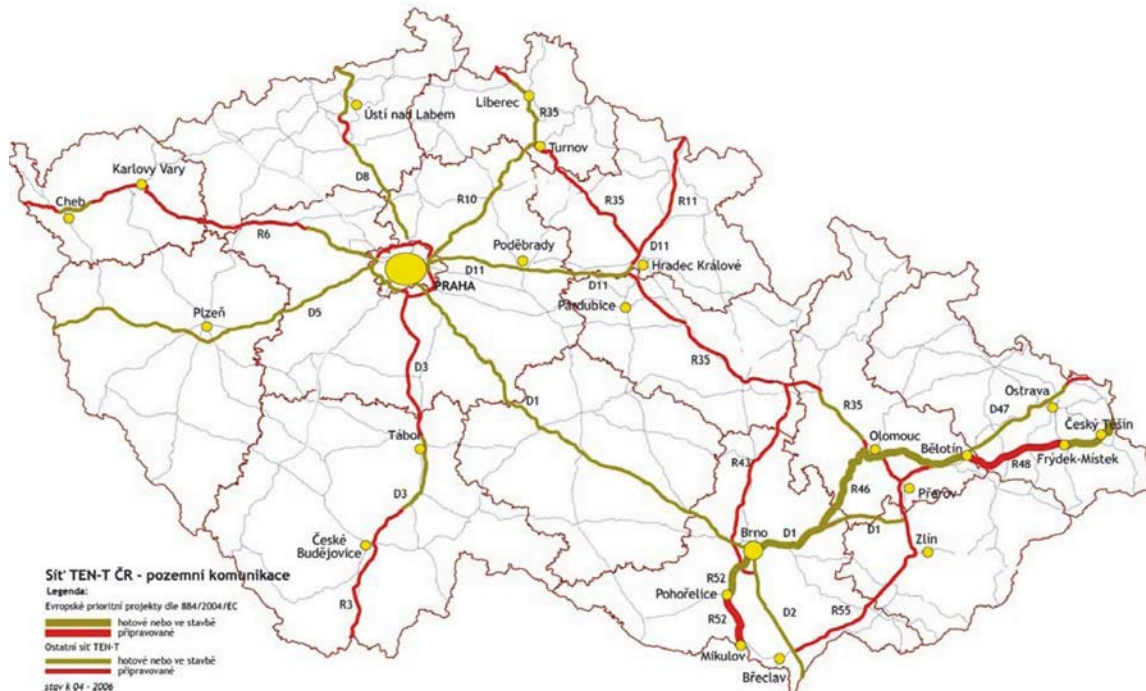 Liberec
R35
Ústí nad Labem
Turnov
Karlovy Vary
D8
Cheb
R10
R35
R11
R6
Poděbrady
D11
Hradec Králové
D11
D11
PRAHA
Pardubice
Plzeň
D5
D3
R35
D1
Ostrava
R35
D47
Český Těšín
Tábor
Olomouc
Bělotín
Frýdek-Místek
R43
R48
R46
Přerov
D3
D1
D1
Brno
Zlín
České
Budějovice
Síť TEN-T ČR - pozemní komunikace
Legenda:
Evropské prioritní projekty dle 884/2004/EC
hotové nebo ve stavbě
připravované
Ostatní síť TEN-T
hotové nebo ve stavbě
připravované
stav k 04 - 2006
R3
R52
Pohořelice
R52
D2
R55
Mikulov
Břeclav